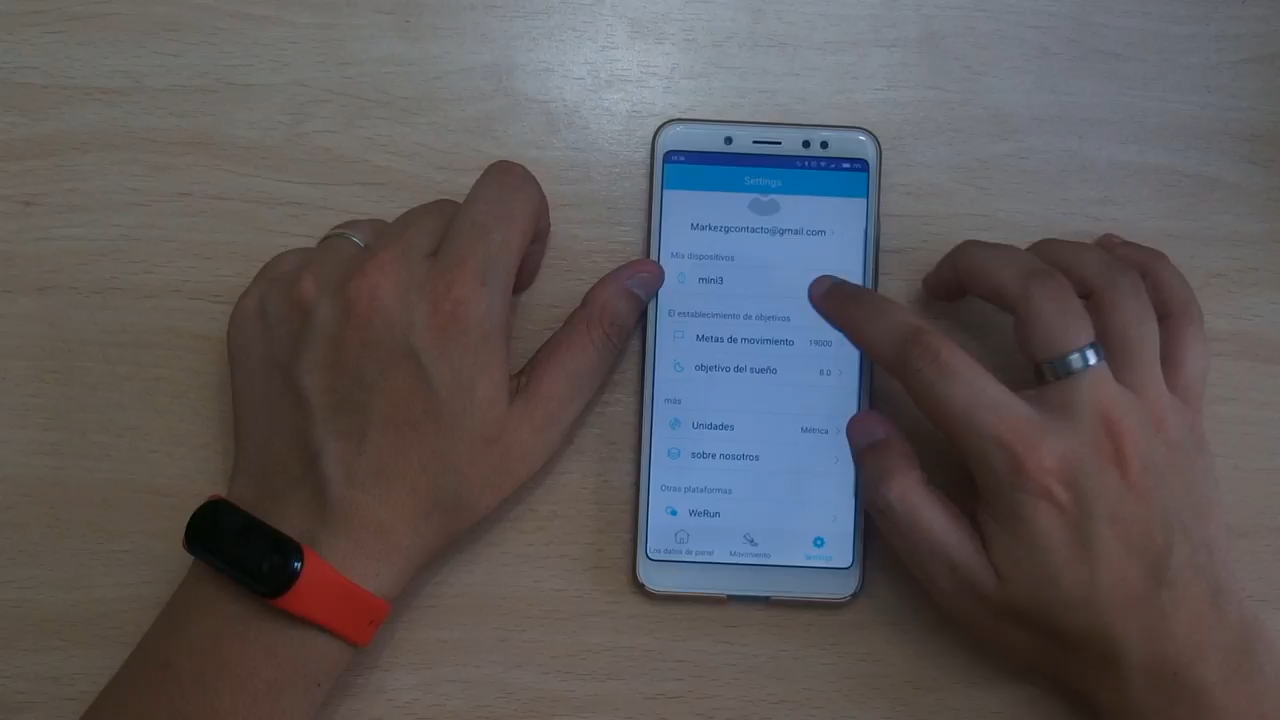 Settings
Markezgcontacto@gmail.com
Mis dispositivos
mini3
El establecimiento de objetivos
Metas de movimiento 19000
objetivo del sueño 8.0
más
Unidades Métrica
sobre nosotros
Otras plataformas
WeRun
Los datos de panel Movimiento Settings